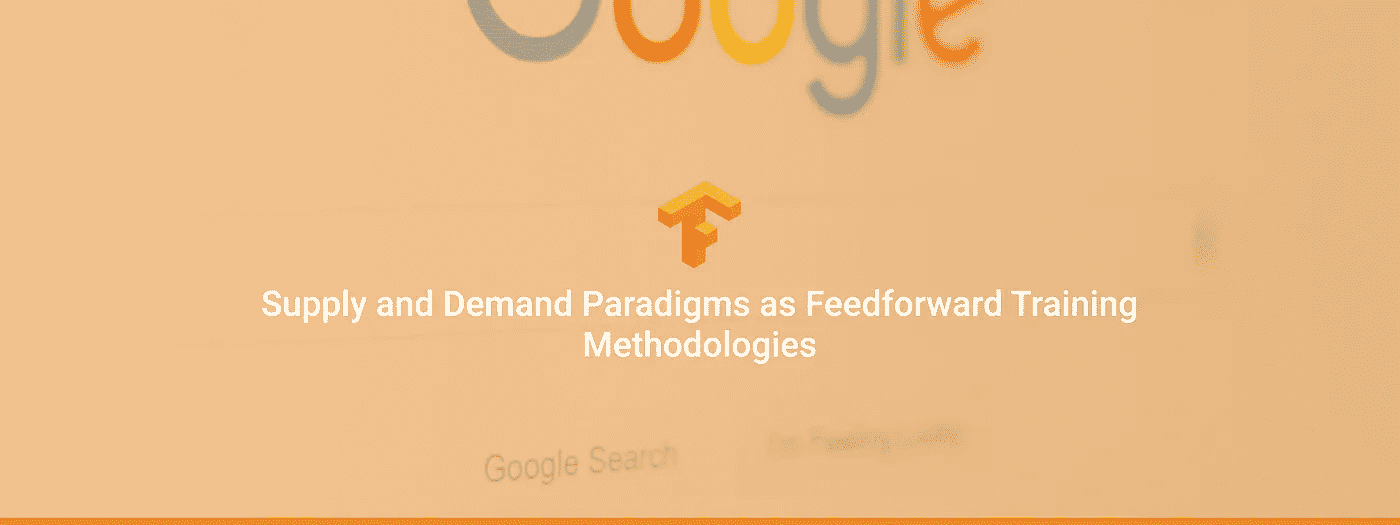 Google
Supply and Demand Paradigms as Feedforward Training
Methodologies
Google Search